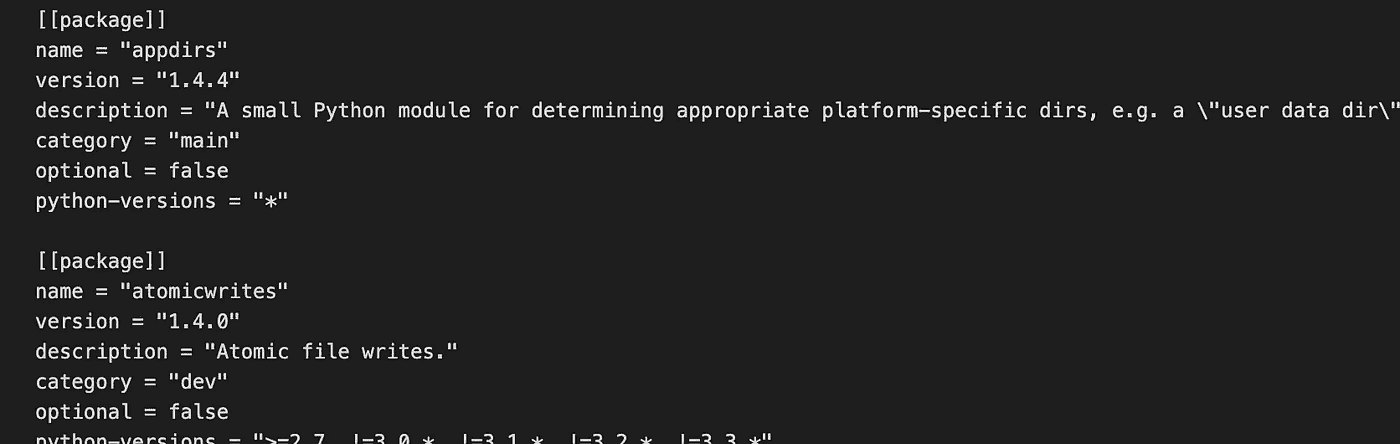 [[package]]
name = "appdirs"
version = "1.4.4"
description = "A small Python module for determining appropriate platform-specific dirs, e.g. a \"user data dir\"
category = "main"
optional = false
python-versions = "*"
[[package]]
name = "atomicwrites"
version = "1.4.0"
description = "Atomic file writes."
category = "dev"
optional = false
python-versions = ">=2.7, !=3.0.*, !=3.1.*, !=3.2.*, !=3.3.*"